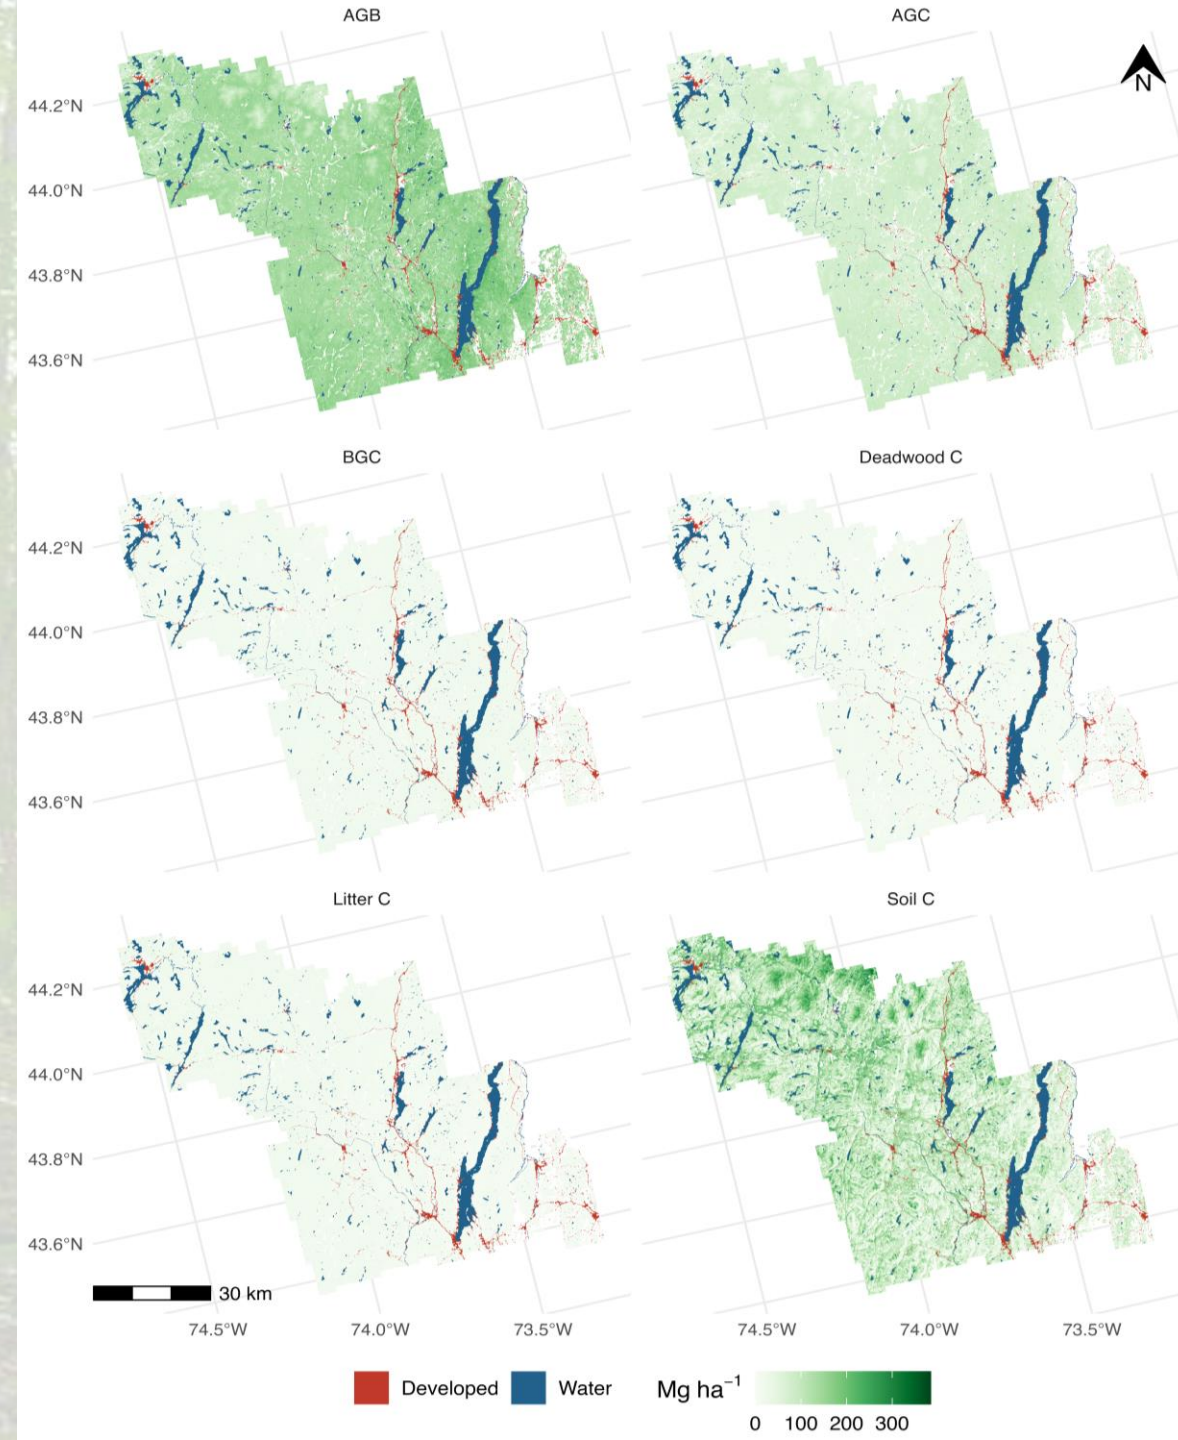 AGB
AGC
N
44.2°N
44.0°N
43.8°N
43.6°N
BGC
Deadwood C
44.2°N
44.0°N
43.8°N
43.6°N
Litter C
Soil C
44.2°N
44.0°N
43.8°N
43.6°N
30 km
74.5°W 74.0°W 73.5°W
74.5°W 74.0°W 73.5°W
Developed Water Mg ha⁻¹
0 100 200 300